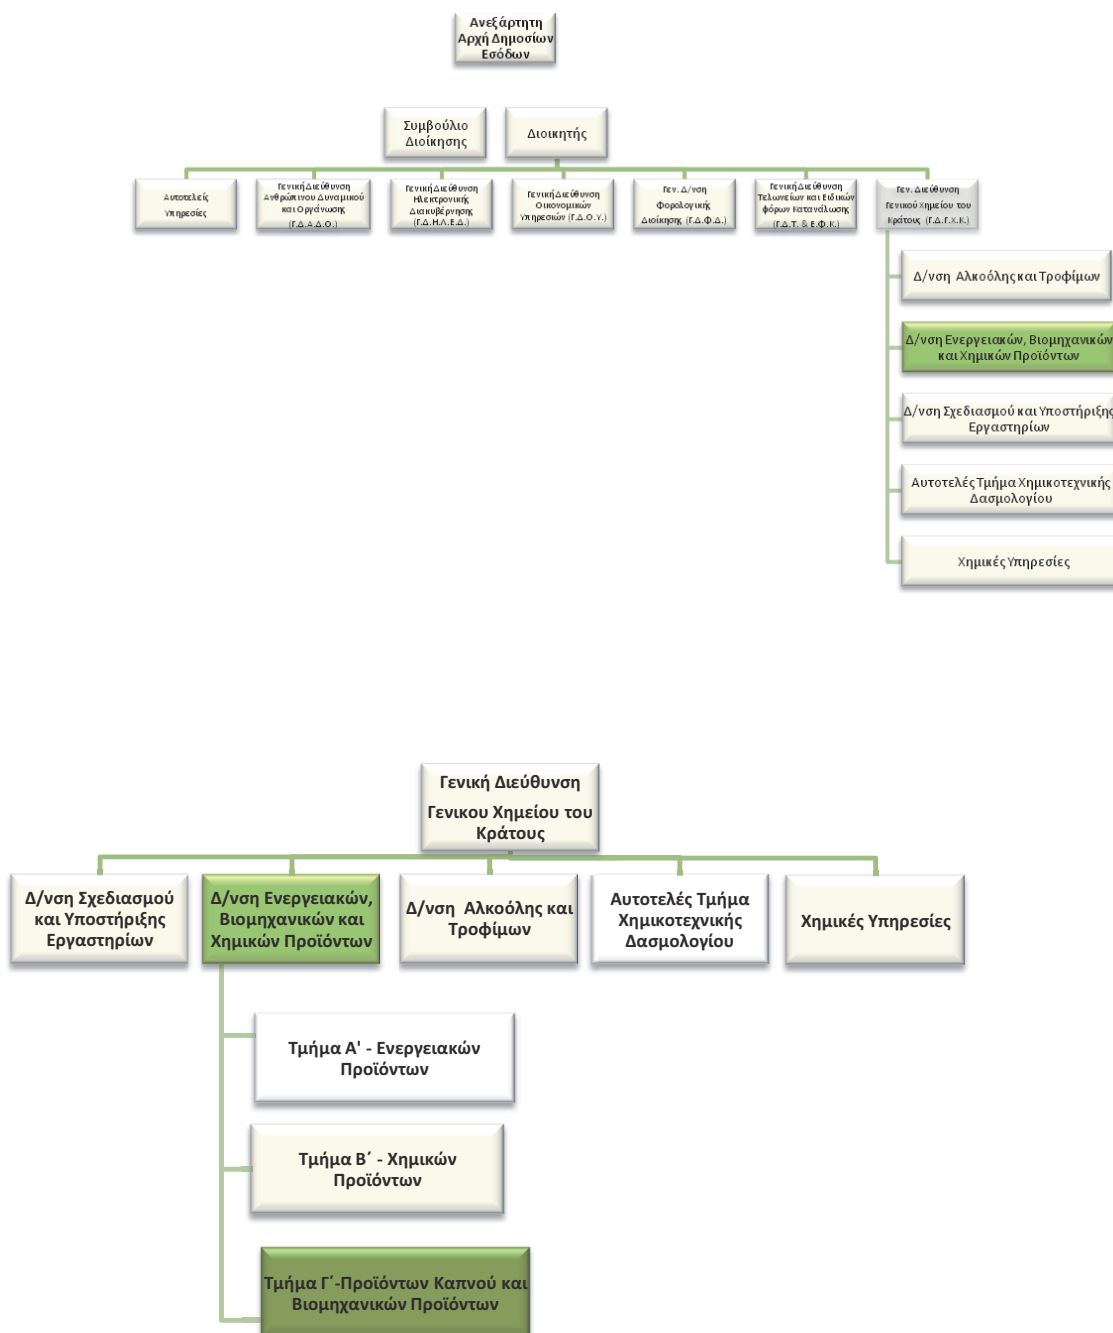 Ανεξάρτητη
Αρχή Δημοσίων
Εσόδων
Συμβούλιο
Διοίκησης
Διοικητής
Αυτοτελείς
Υπηρεσίες
Γενική Διεύθυνση
Ανθρώπινου Δυναμικού
και Οργάνωσης
(Γ.Δ.Α.Δ.Ο.)
Γενική Διεύθυνση
Ηλεκτρονικής
Διακυβέρνησης
(Γ.Δ.ΗΛ.Ε.Δ.)
Γενική Διεύθυνση
Οικονομικών
Υπηρεσιών (Γ.Δ.Ο.Υ.)
Γεν. Δ/νση
Φορολογικής
Διοίκησης (Γ.Δ.Φ.Δ.)
Γενική Διεύθυνση
Τελωνείων και Ειδικών
φόρων Κατανάλωσης
(Γ.Δ.Τ. & Ε.Φ.Κ.)
Γεν. Διεύθυνση
Γενικού Χημείου του
Κράτους (Γ.Δ.Γ.Χ.Κ.)
Δ/νση Αλκοόλης και Τροφίμων
Δ/νση Ενεργειακών, Βιομηχανικών
και Χημικών Προϊόντων
Δ/νση Σχεδιασμού και Υποστήριξης
Εργαστηρίων
Αυτοτελές Τμήμα Χημικοτεχνικής
Δασμολογίου
Χημικές Υπηρεσίες
Γενική Διεύθυνση
Γενικου Χημείου του
Κράτους
Δ/νση Σχεδιασμού
και Υποστήριξης
Εργαστηρίων
Δ/νση Ενεργειακών,
Βιομηχανικών και
Χημικών Προϊόντων
Δ/νση Αλκοόλης και
Τροφίμων
Αυτοτελές Τμήμα
Χημικοτεχνικής
Δασμολογίου
Χημικές Υπηρεσίες
Τμήμα Α' - Ενεργειακών
Προϊόντων
Τμήμα Β΄ - Χημικών
Προϊόντων
Τμήμα Γ΄-Προϊόντων Καπνού και
Βιομηχανικών Προϊόντων